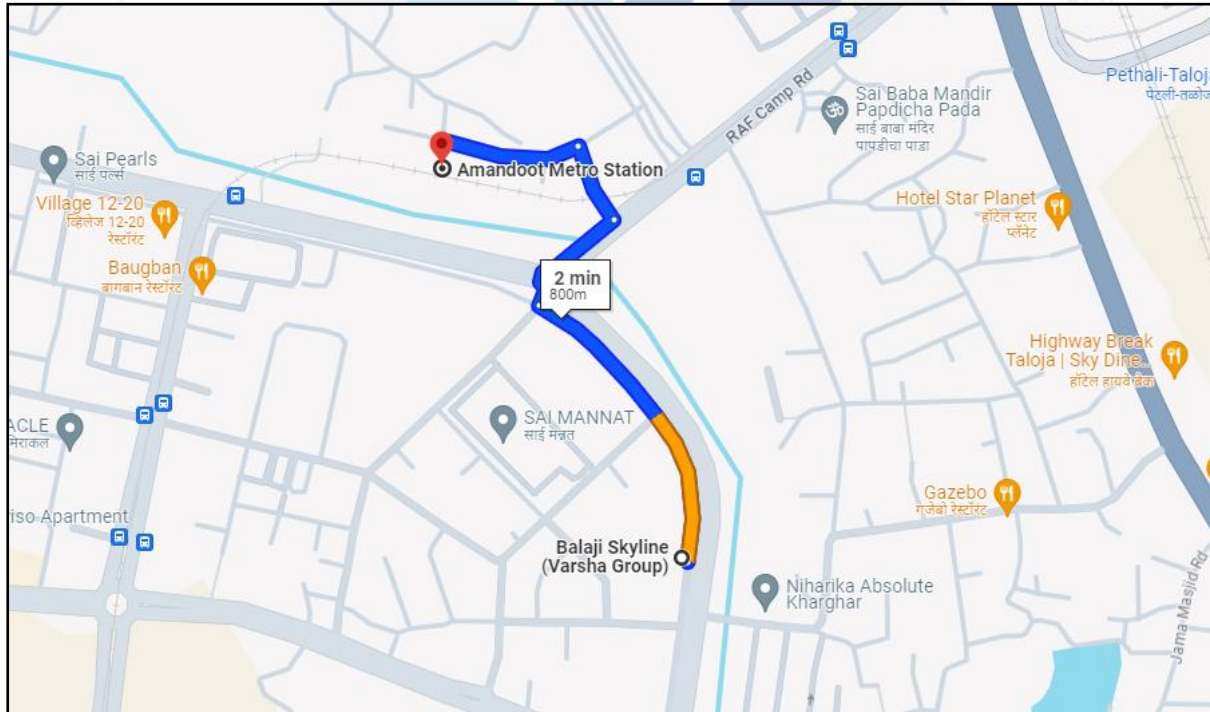 RAF Camp Rd
Pethali-Taloja
पेटली-तळोज
Sai Baba Mandir
Papdicha Pada
साई बाबा मंदिर
पापडीचा पाडा
Sai Pearls
साई पर्ल्स
Amandoot Metro Station
Village 12-20
व्हिलेज 12-20
रेस्टॉरंट
Hotel Star Planet
हॉटेल स्टार
प्लॅनेट
Baugban
बागबान रेस्टॉरंट
2 min
800m
Highway Break
Taloja | Sky Dine...
हॉटेल हायवे ब्रेक
ACLE
मिराकल
SAI MANNAT
साई मन्नत
Gazebo
गजेबो रेस्टॉरंट
iso Apartment
Balaji Skyline
(Varsha Group)
Niharika Absolute
Kharghar
Jama Masjid Rd